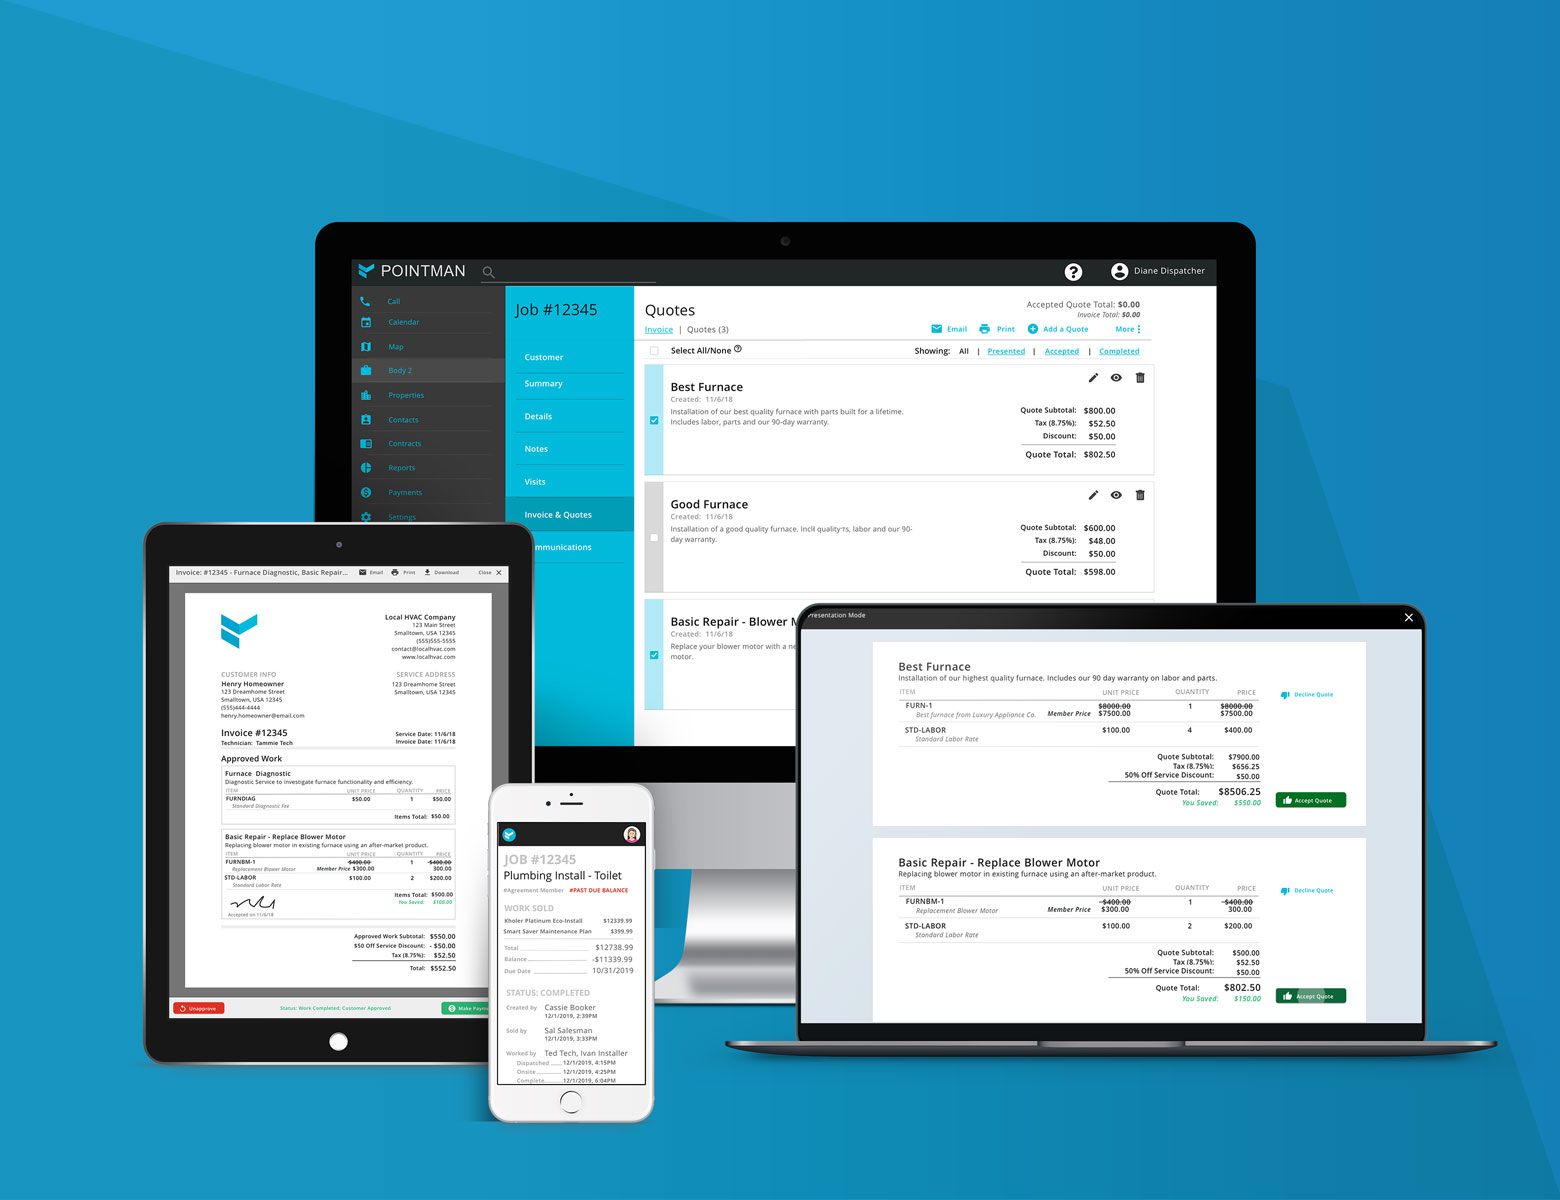 POINTMAN
Diane Dispatcher
Call
Calendar
Map
Body 2
Properties
Contacts
Contracts
Reports
Payments
Settings
Job #12345
Customer
Summary
Details
Notes
Visits
Invoice & Quotes
mmunications
Quotes
Invoice | Quotes (3)
Accepted Quote Total: $0.00
Invoice Total: $0.00
Email Print Add a Quote More
Select All/None
Showing: All | Presented | Accepted | Completed
Best Furnace
Created: 11/6/18
Installation of our best quality furnace with parts built for a lifetime.
Includes labor, parts and our 90-day warranty.
Quote Subtotal: $800.00
Tax (8.75%): $52.50
Discount: $50.00
Quote Total: $802.50
Good Furnace
Created: 11/6/18
Installation of a good quality furnace. labor and our 90-
day warranty.
Quote Subtotal: $600.00
Tax (8.75%): $48.00
Discount: $50.00
Quote Total: $598.00
Basic Repair - Blower
Created: 11/6/18
Replace your blower motor with a ne
motor.
Invoice: #12345 - Furnace Diagnostic, Basic Repair... Email Print Download Close
Local HVAC Company
123 Main Street
Smalltown, USA 12345
(555)555-5555
contact@localhvac.com
www.localhvac.com
CUSTOMER INFO
Henry Homeowner
123 Dreamhome Street
Smalltown, USA 12345
(555)444-4444
henry.homeowner@email.com
SERVICE ADDRESS
123 Dreamhome Street
Smalltown, USA 12345
Invoice #12345
Technician: Tammie Tech
Service Date: 11/6/18
Invoice Date: 11/6/18
Approved Work
Furnace Diagnostic
Diagnostic Service to investigate furnace functionality and efficiency.
ITEM UNIT PRICE QUANTITY PRICE
FURNDIAG $50.00 1 $50.00
Standard Diagnostic Fee
Items Total: $50.00
Basic Repair - Replace Blower Motor
Replacing blower motor in existing furnace using an after-market product.
ITEM UNIT PRICE QUANTITY PRICE
FURNBM-1 $400.00 1 $400.00
Replacement Blower Motor Member Price $300.00 300.00
STD-LABOR $100.00 2 $200.00
Standard Labor Rate
Items Total: $500.00
You Saved: $100.00
Accepted on 11/6/18
Approved Work Subtotal: $550.00
$50 Off Service Discount: - $50.00
Tax (8.75%): $52.50
Total: $552.50
Unapprove
Status: Work Completed; Customer Approved
Make Payme
JOB #12345
Plumbing Install - Toilet
#Agreement Member #PAST DUE BALANCE
WORK SOLD
Kholer Platinum Eco-Install $12339.99
Smart Saver Maintenance Plan $399.99
Total $12738.99
Balance -$11339.99
Due Date 10/31/2019
STATUS: COMPLETED
Created by Cassie Booker
12/1/2019, 2:39PM
Sold by Sal Salesman
12/1/2019, 3:33PM
Worked by Ted Tech, Ivan Installer
Dispatched 12/1/2019, 4:15PM
Onsite 12/1/2019, 4:25PM
Complete 12/1/2019, 6:04PM
Presentation Mode
Best Furnace
Installation of our highest quality furnace. Includes our 90 day warranty on labor and parts.
ITEM UNIT PRICE QUANTITY PRICE
Decline Quote
FURN-1 $8000.00 1 $8000.00
Best furnace from Luxury Appliance Co. Member Price $7500.00 $7500.00
STD-LABOR $100.00 4 $400.00
Standard Labor Rate
Quote Subtotal: $7900.00
Tax (8.75%): $656.25
50% Off Service Discount: $50.00
Quote Total: $8506.25
You Saved: $550.00
Accept Quote
Basic Repair - Replace Blower Motor
Replacing blower motor in existing furnace using an after-market product.
ITEM UNIT PRICE QUANTITY PRICE
Decline Quote
FURNBM-1 $400.00 1 $400.00
Replacement Blower Motor Member Price $300.00 300.00
STD-LABOR $100.00 2 $200.00
Standard Labor Rate
Quote Subtotal: $500.00
Tax (8.75%): $52.50
50% Off Service Discount: $50.00
Quote Total: $802.50
You Saved: $150.00
Accept Quote